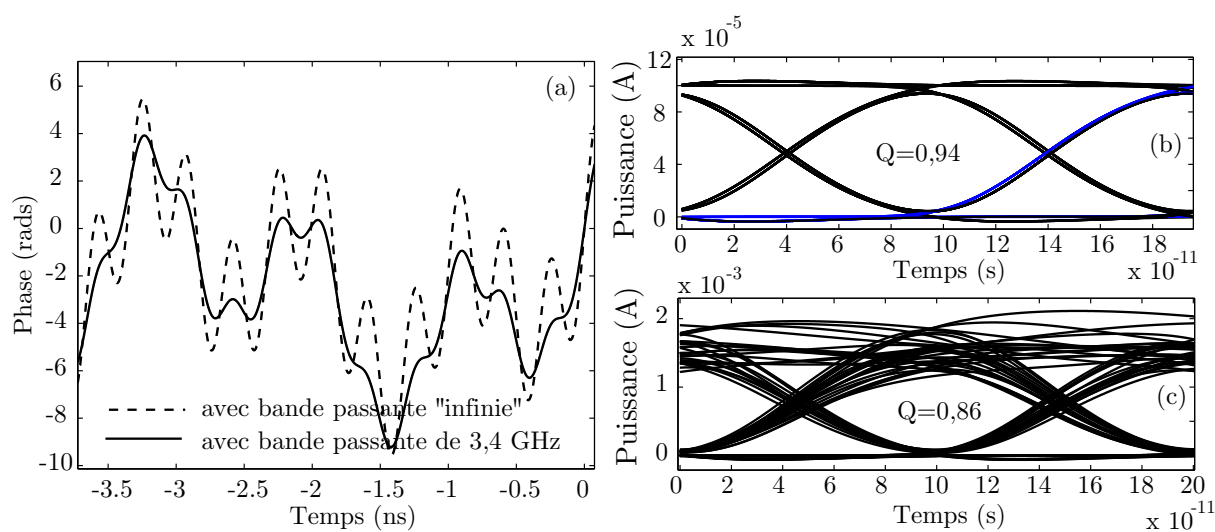 (a)
6
4
2
0
-2
-4
-6
-8
-10
Phase (rads)
avec bande passante "infinie"
avec bande passante de 3,4 GHz
-3.5 -3 -2.5 -2 -1.5 -1 -0.5 0
Temps (ns)
x 10-5
12
8
4
0
Puissance (A)
Q=0,94
(b)
0 2 4 6 8 10 12 14 16 18
Temps (s)
x 10-11
x 10-3
2
1
0
Puissance (A)
Q=0,86
(c)
0 2 4 6 8 10 12 14 16 18 20
Temps (s)
x 10-11